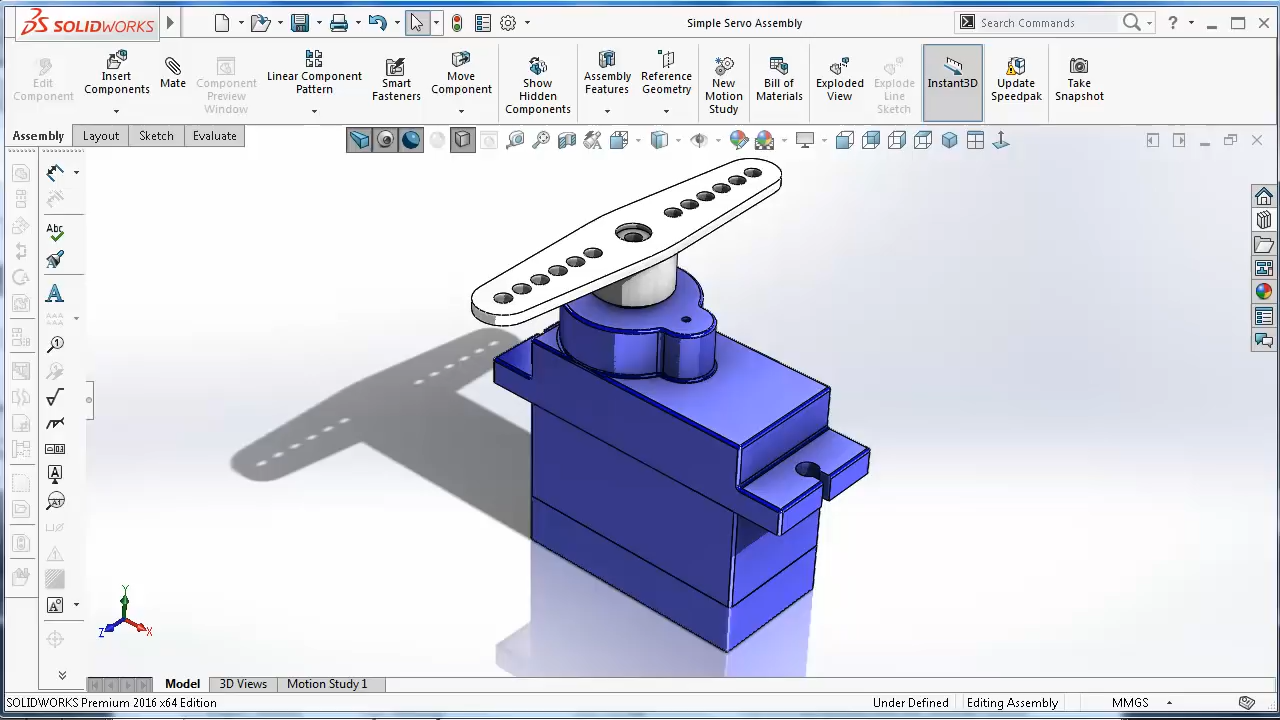 SOLIDWORKS
Simple Servo Assembly
Search Commands
?
Edit
Component
Insert
Components
Mate
Component
Preview
Window
Linear Component
Pattern
Smart
Fasteners
Move
Component
Show
Hidden
Components
Assembly
Features
Reference
Geometry
New
Motion
Study
Bill of
Materials
Exploded
View
Explode
Line
Sketch
Instant3D
Update
Speedpak
Take
Snapshot
Assembly Layout Sketch Evaluate
Abc
A
Y
Z X
Model 3D Views Motion Study 1
SOLIDWORKS Premium 2016 x64 Edition
Under Defined Editing Assembly MMGS